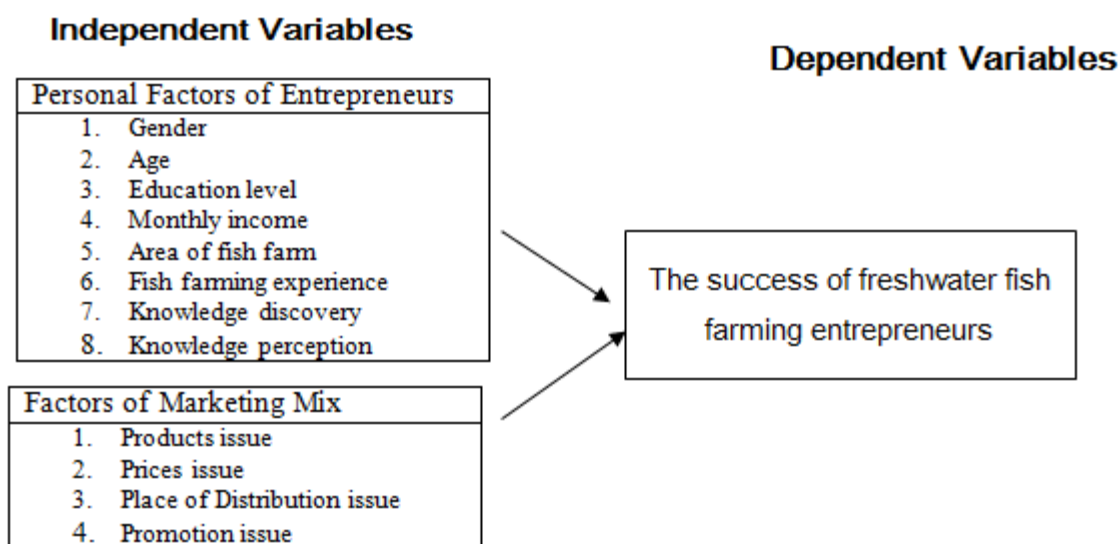 Independent Variables
Dependent Variables
Personal Factors of Entrepreneurs
1. Gender
2. Age
3. Education level
4. Monthly income
5. Area of fish farm
6. Fish farming experience
7. Knowledge discovery
8. Knowledge perception
The success of freshwater fish
farming entrepreneurs
Factors of Marketing Mix
1. Products issue
2. Prices issue
3. Place of Distribution issue
4. Promotion issue